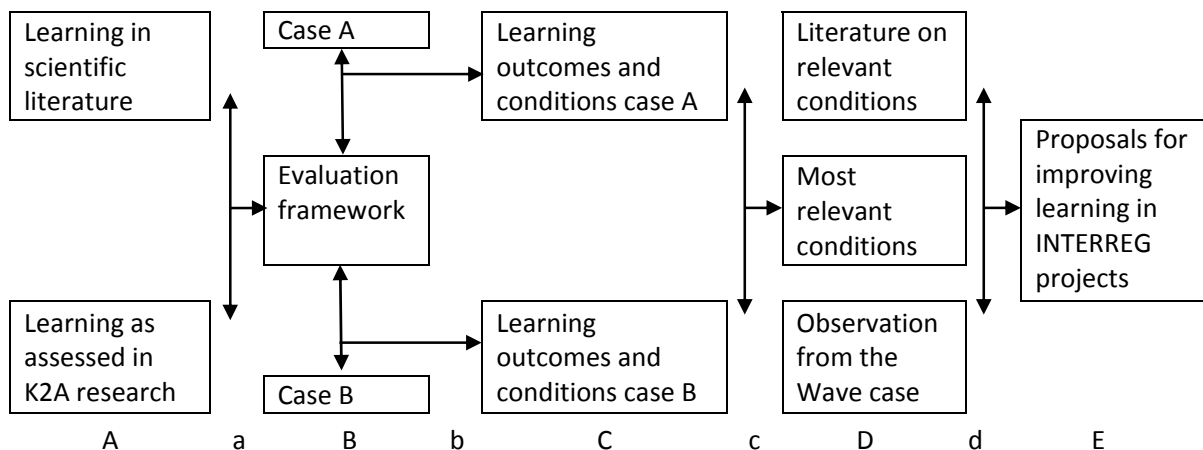 Learning in
scientific
literature
Learning as
assessed in
K2A research
Case A
Evaluation
framework
Case B
Learning
outcomes and
conditions case A
Learning
outcomes and
conditions case B
Literature on
relevant
conditions
Most
relevant
conditions
Observation
from the
Wave case
Proposals for
improving
learning in
INTERREG
projects
A a B b C c D d E